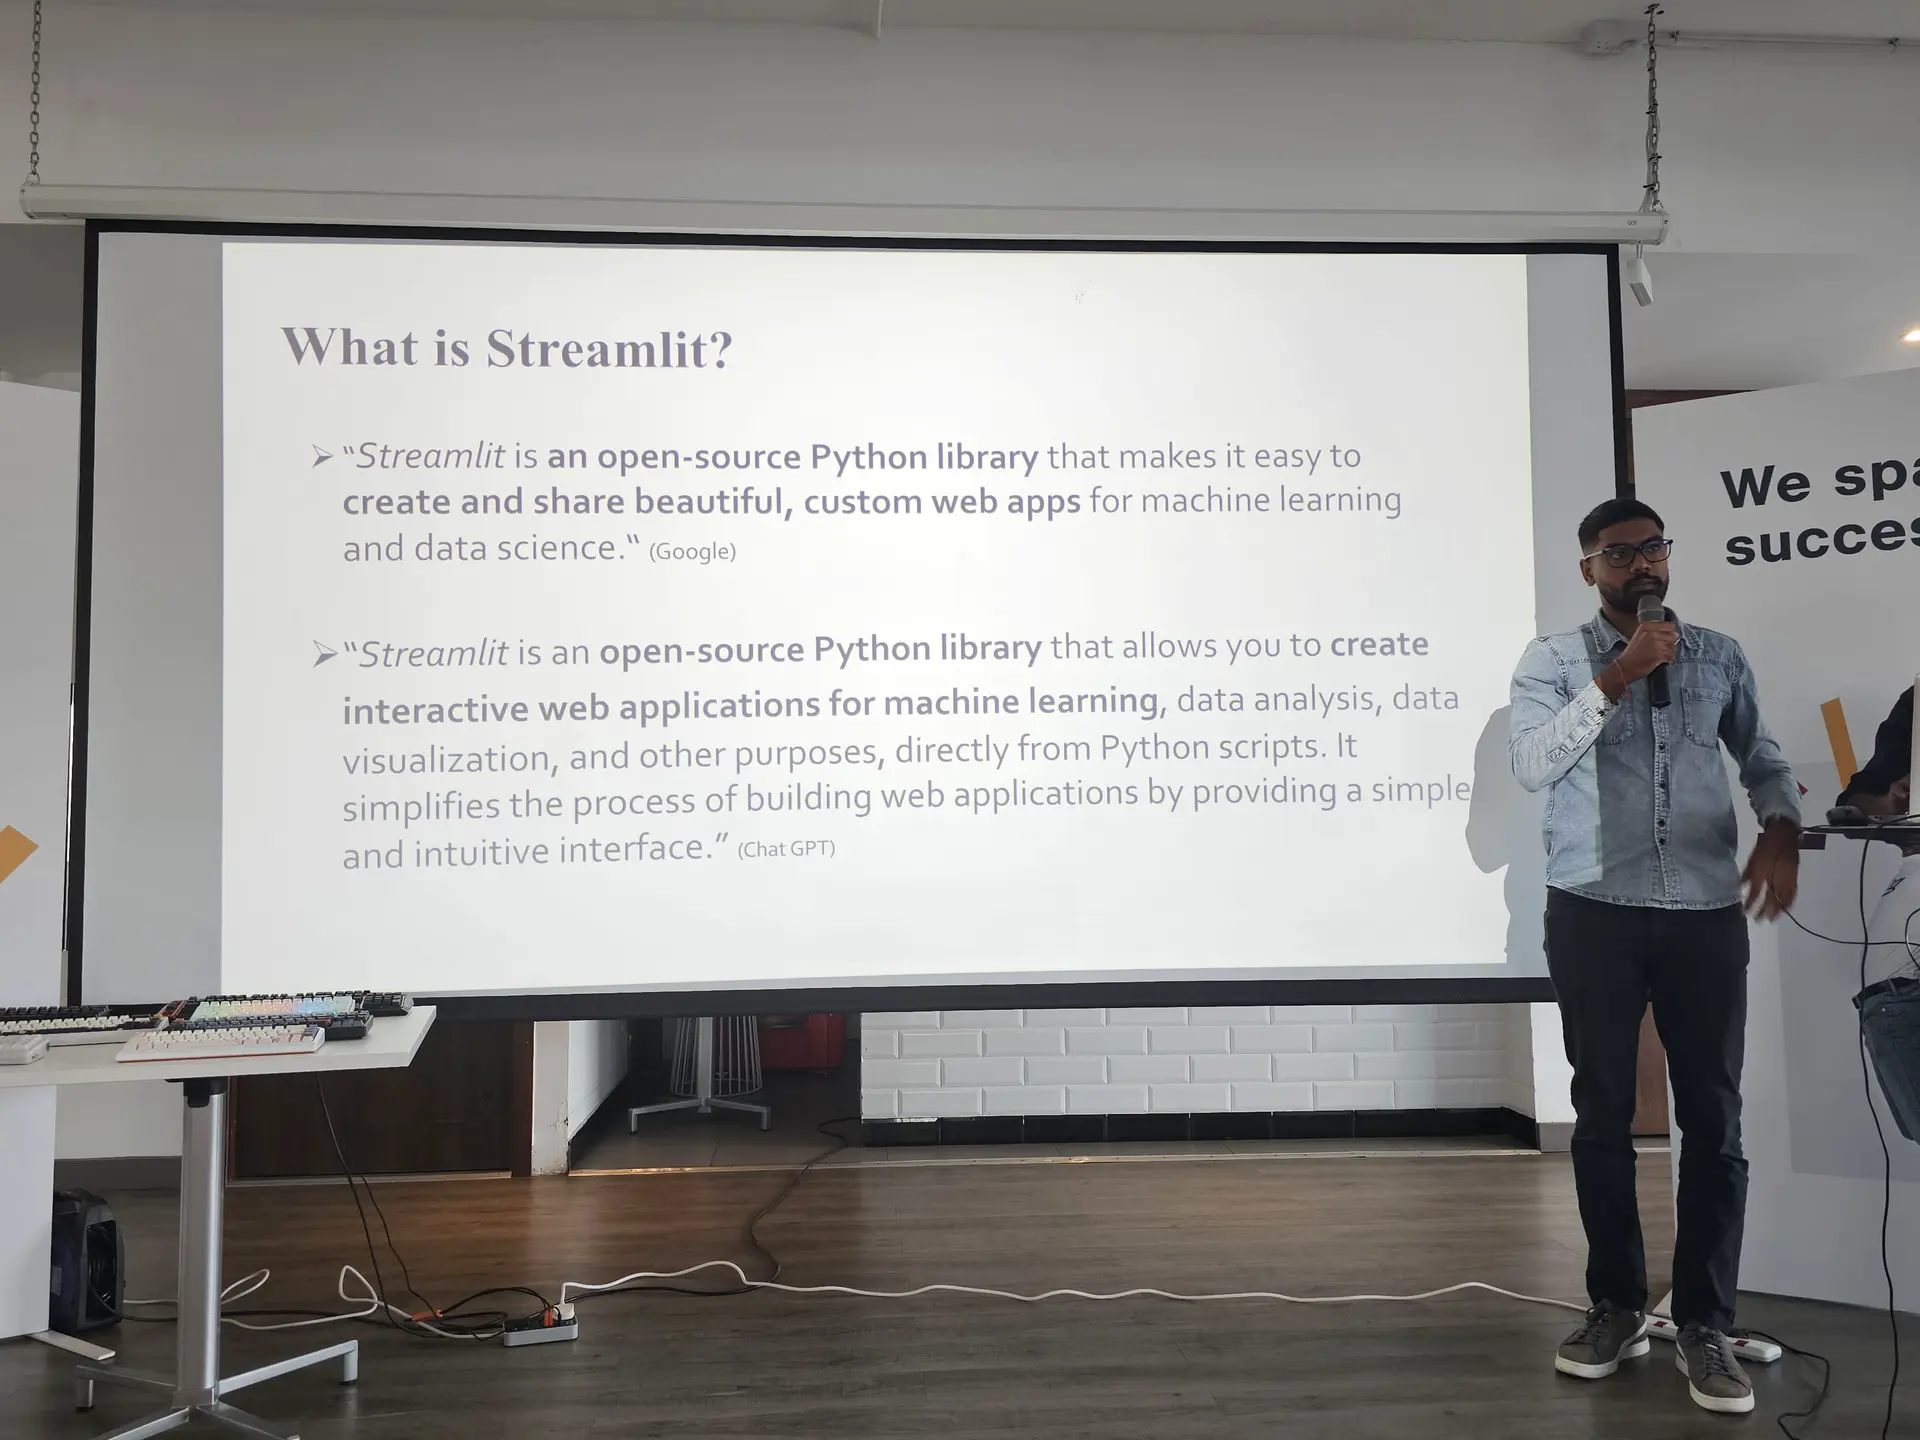 What is Streamlit?
➢ “Streamlit is an open-source Python library that makes it easy to
create and share beautiful, custom web apps for machine learning
and data science.“ (Google)
➢ “Streamlit is an open-source Python library that allows you to create
interactive web applications for machine learning, data analysis, data
visualization, and other purposes, directly from Python scripts. It
simplifies the process of building web applications by providing a simple
and intuitive interface.” (Chat GPT)
We spa
succes